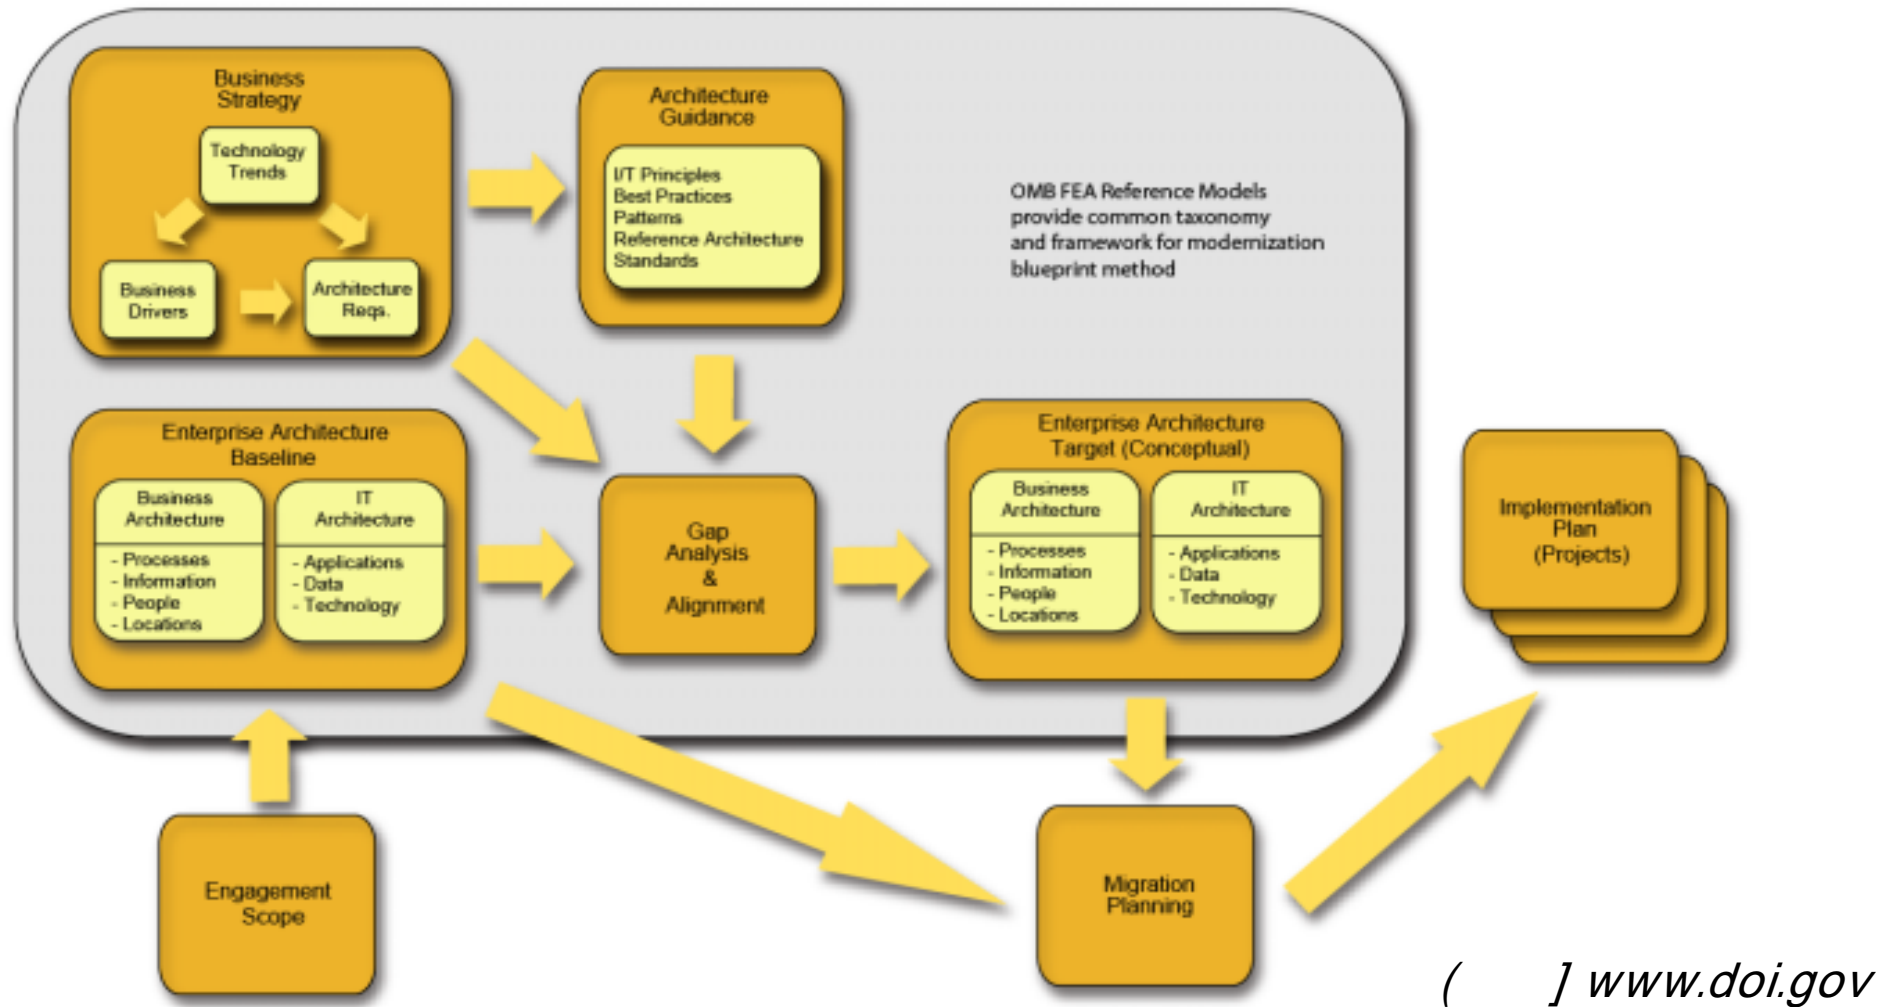 Business
Strategy
Technology
Trends
Business
Drivers
Architecture
Reqs.
Architecture
Guidance
I/T Principles
Best Practices
Patterns
Reference Architecture
Standards
OMB FEA Reference Models
provide common taxonomy
and framework for modernization
blueprint method
Enterprise Architecture
Baseline
Business
Architecture
- Processes
- Information
- People
- Locations
IT
Architecture
- Applications
- Data
- Technology
Gap
Analysis
&
Alignment
Enterprise Architecture
Target (Conceptual)
Business
Architecture
- Processes
- Information
- People
- Locations
IT
Architecture
- Applications
- Data
- Technology
Implementation
Plan
(Projects)
Engagement
Scope
Migration
Planning
( ] www.doi.gov